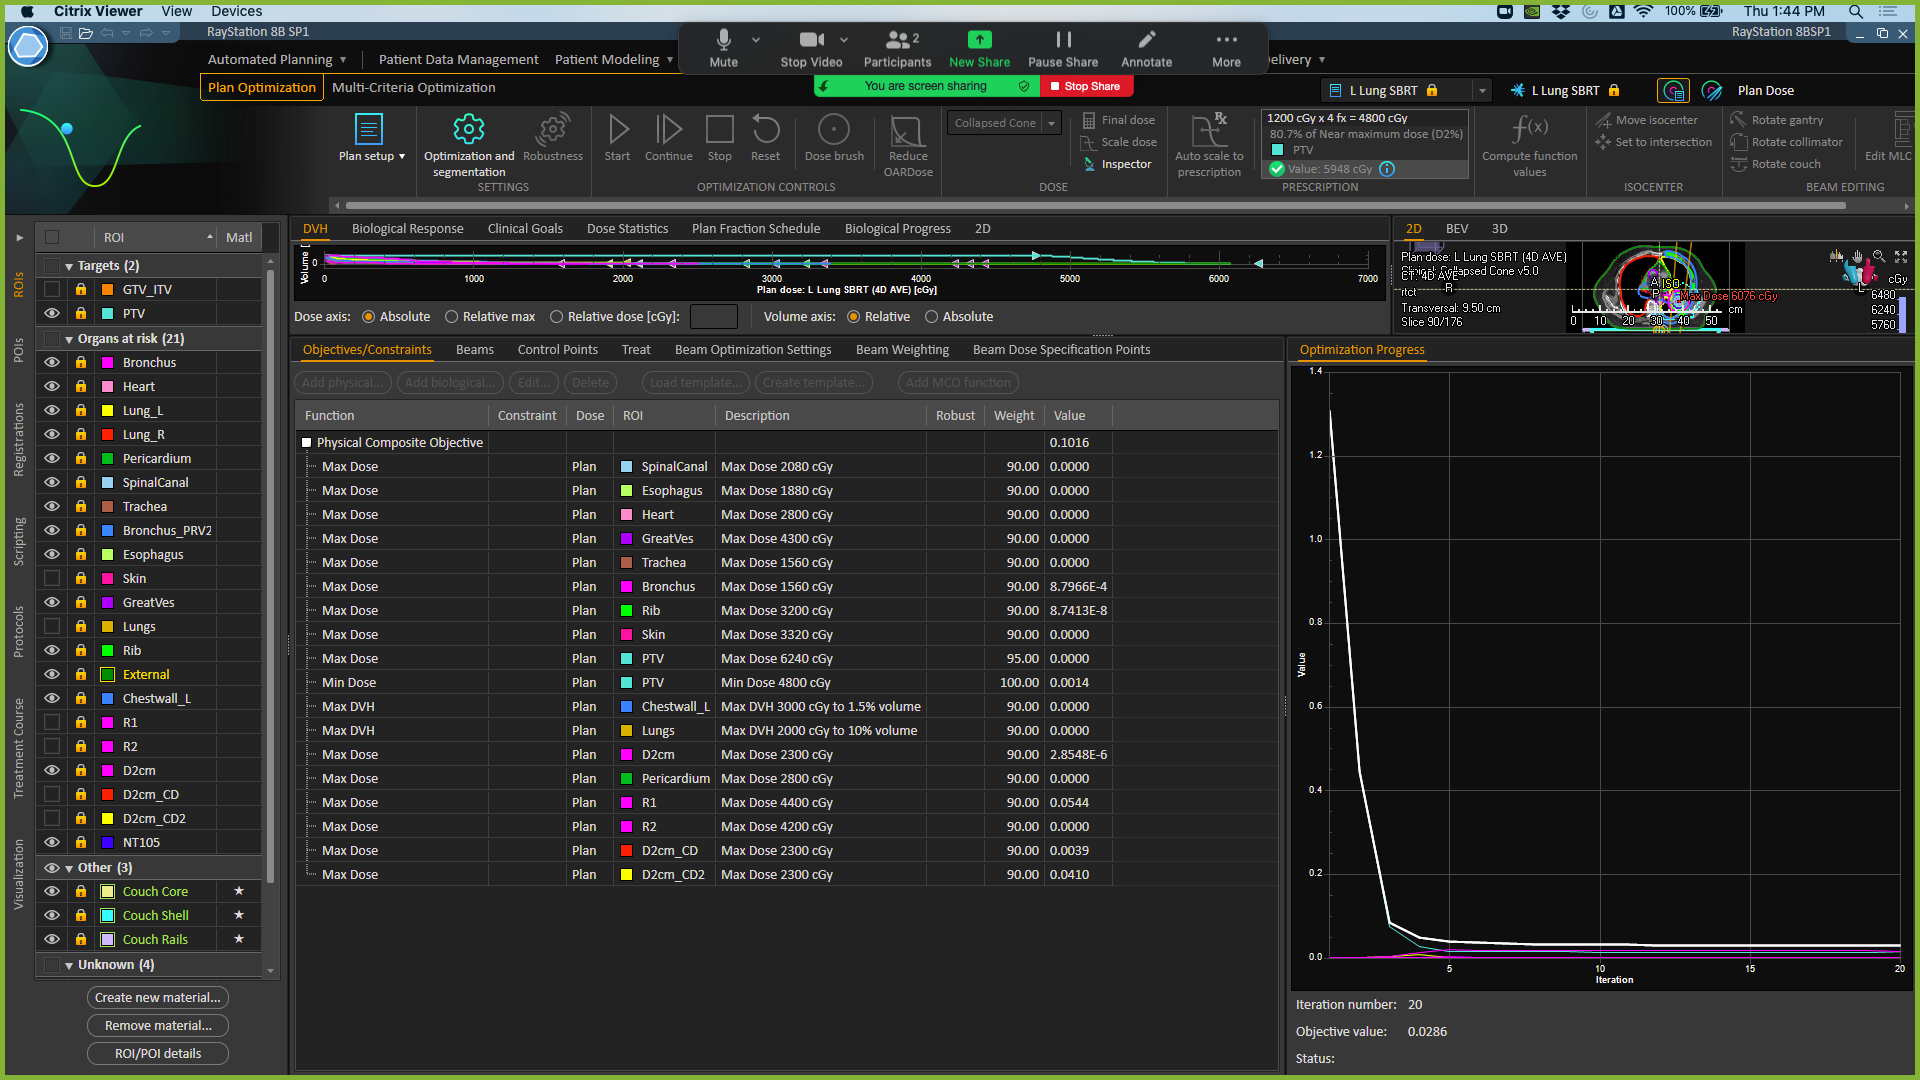 Citrix Viewer View Devices
100% Thu 1:44 PM
RayStation 8B SP1
RayStation 8BSP1
Mute
Stop Video
2
Participants
New Share
Pause Share
Annotate
More
You are screen sharing
Stop Share
Automated Planning
Patient Data Management
Patient Modeling
elivery
Plan Optimization
Multi-Criteria Optimization
L Lung SBRT
L Lung SBRT
Plan Dose
Plan setup
Optimization and segmentation
Robustness
SETTINGS
Start
Continue
Stop
Reset
Dose brush
Reduce OARDose
OPTIMIZATION CONTROLS
Collapsed Cone
Final dose
Scale dose
Inspector
DOSE
Auto scale to prescription
1200 cGy x 4 fx = 4800 cGy
80.7% of Near maximum dose (D2%)
PTV
Value: 5948 cGy
PRESCRIPTION
Compute function values
Move isocenter
Set to intersection
ISOCENTER
Rotate gantry
Rotate collimator
Rotate couch
Edit MLC
BEAM EDITING
ROIs
POIs
Registrations
Scripting
Protocols
Treatment Course
Visualization
ROI Matl
Targets (2)
GTV_ITV
PTV
Organs at risk (21)
Bronchus
Heart
Lung_L
Lung_R
Pericardium
SpinalCanal
Trachea
Bronchus_PRV2
Esophagus
Skin
GreatVes
Lungs
Rib
External
Chestwall_L
R1
R2
D2cm
D2cm_CD
D2cm_CD2
NT105
Other (3)
Couch Core
Couch Shell
Couch Rails
Unknown (4)
Create new material...
Remove material...
ROI/POI details
DVH Biological Response Clinical Goals Dose Statistics Plan Fraction Schedule Biological Progress 2D
Volume [
0
0 1000 2000 3000 4000 5000 6000 7000
Plan dose: L Lung SBRT (4D AVE) [cGy]
Dose axis: Absolute Relative max Relative dose [cGy]: Volume axis: Relative Absolute
2D BEV 3D
Plan dose: L Lung SBRT (4D AVE)
Clinical: Collapsed Cone v5.0
CT: 4D AVE
rtct
Transversal: 9.50 cm
Slice 90/176
R
A
ISO
P
L
Max Dose 6076 cGy
0 10 20 30 40 50
cm
cGy
6480
6240
5760
Objectives/Constraints Beams Control Points Treat Beam Optimization Settings Beam Weighting Beam Dose Specification Points
Add physical... Add biological... Edit... Delete Load template... Create template... Add MCO function
Function Constraint Dose ROI Description Robust Weight Value
Physical Composite Objective 0.1016
Max Dose Plan SpinalCanal Max Dose 2080 cGy 90.00 0.0000
Max Dose Plan Esophagus Max Dose 1880 cGy 90.00 0.0000
Max Dose Plan Heart Max Dose 2800 cGy 90.00 0.0000
Max Dose Plan GreatVes Max Dose 4300 cGy 90.00 0.0000
Max Dose Plan Trachea Max Dose 1560 cGy 90.00 0.0000
Max Dose Plan Bronchus Max Dose 1560 cGy 90.00 8.7966E-4
Max Dose Plan Rib Max Dose 3200 cGy 90.00 8.7413E-8
Max Dose Plan Skin Max Dose 3320 cGy 90.00 0.0000
Max Dose Plan PTV Max Dose 6240 cGy 95.00 0.0000
Min Dose Plan PTV Min Dose 4800 cGy 100.00 0.0014
Max DVH Plan Chestwall_L Max DVH 3000 cGy to 1.5% volume 90.00 0.0000
Max DVH Plan Lungs Max DVH 2000 cGy to 10% volume 90.00 0.0000
Max Dose Plan D2cm Max Dose 2300 cGy 90.00 2.8548E-6
Max Dose Plan Pericardium Max Dose 2800 cGy 90.00 0.0000
Max Dose Plan R1 Max Dose 4400 cGy 90.00 0.0544
Max Dose Plan R2 Max Dose 4200 cGy 90.00 0.0000
Max Dose Plan D2cm_CD Max Dose 2300 cGy 90.00 0.0039
Max Dose Plan D2cm_CD2 Max Dose 2300 cGy 90.00 0.0410
Optimization Progress
1.4
1.2
1.0
0.8
0.6
0.4
0.2
0.0
Value
5 10 15 20
Iteration
Iteration number: 20
Objective value: 0.0286
Status: